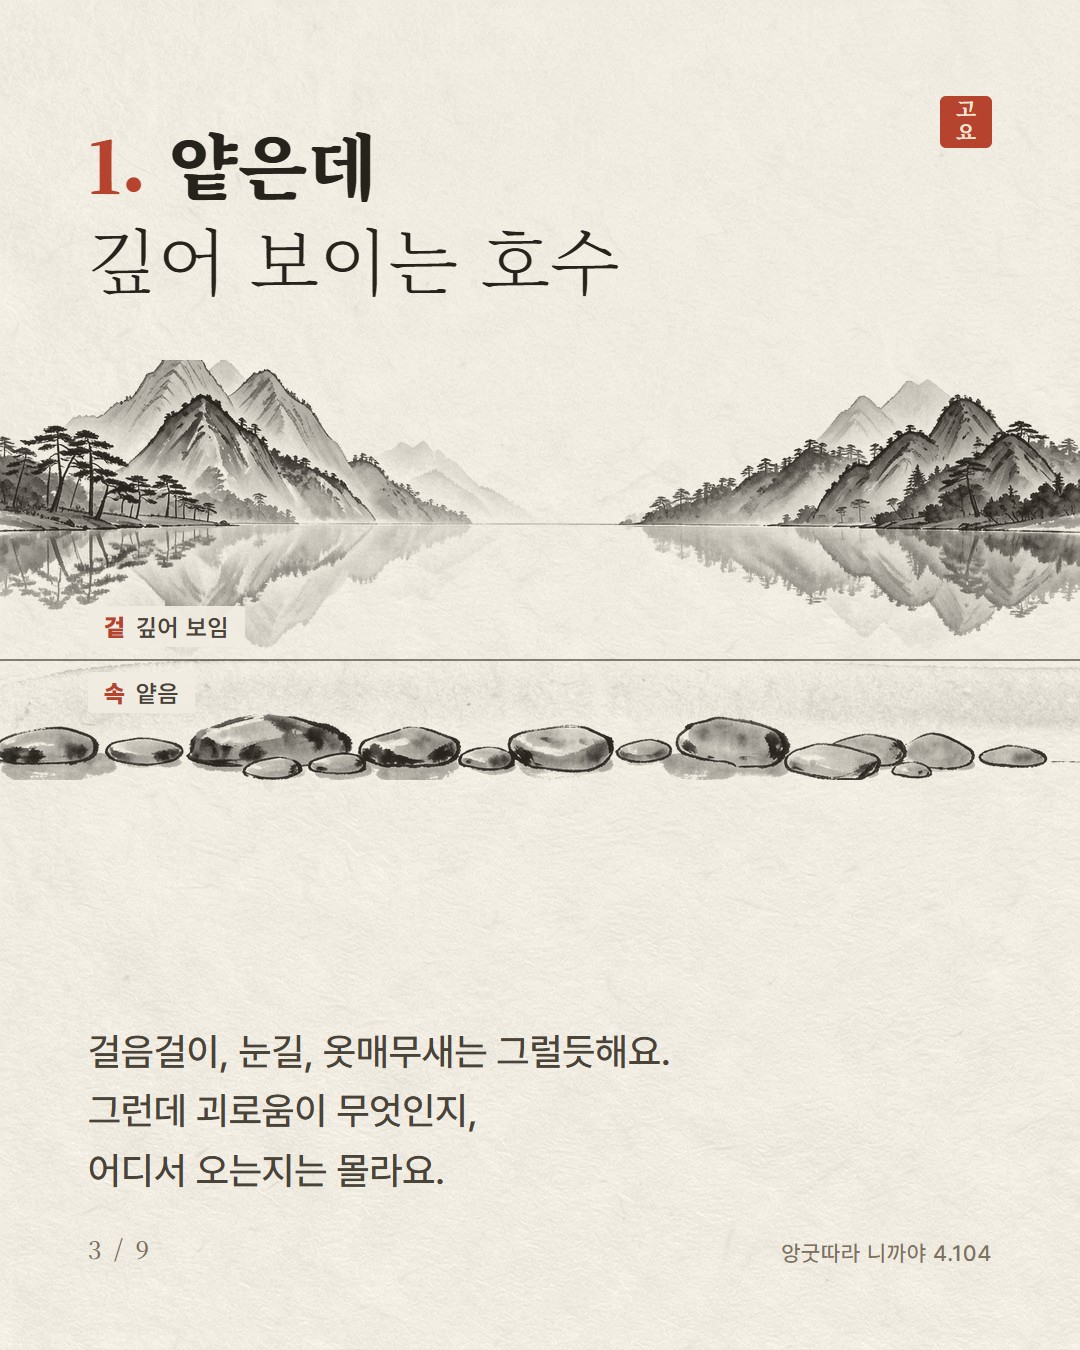 고
요
1. 얕은데
깊어 보이는 호수
겉 깊어 보임
속 얕음
걸음걸이, 눈길, 옷매무새는 그럴듯해요.
그런데 괴로움이 무엇인지,
어디서 오는지는 몰라요.
3 / 9
앙굿따라 니까야 4.104